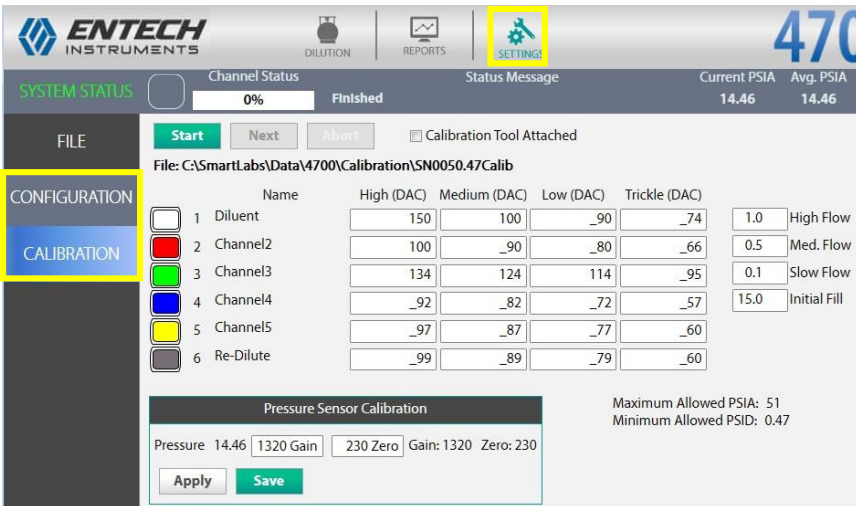 ENTECH
INSTRUMENTS
DILUTION
REPORTS
SETTINGS
470
SYSTEM STATUS
Channel Status
Status Message
Current PSIA
Avg. PSIA
0%
Finished
14.46
14.46
FILE
CONFIGURATION
CALIBRATION
Start Next Abort Calibration Tool Attached
File: C:\SmartLabs\Data\4700\Calibration\SN0050.47Calib
Name High (DAC) Medium (DAC) Low (DAC) Trickle (DAC)
1 Diluent 150 100 _90 _74 1.0 High Flow
2 Channel2 100 _90 _80 _66 0.5 Med. Flow
3 Channel3 134 124 114 _95 0.1 Slow Flow
4 Channel4 _92 _82 _72 _57 15.0 Initial Fill
5 Channel5 _97 _87 _77 _60
6 Re-Dilute _99 _89 _79 _60
Pressure Sensor Calibration
Pressure 14.46 1320 Gain 230 Zero Gain: 1320 Zero: 230
Apply Save
Maximum Allowed PSIA: 51
Minimum Allowed PSID: 0.47